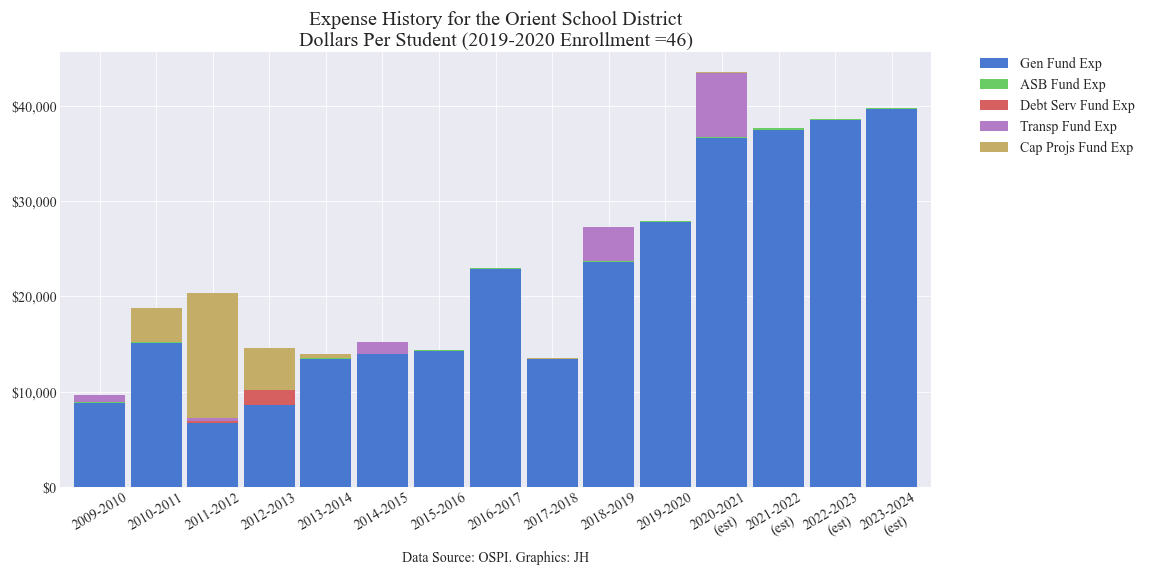 Expense History for the Orient School District
Dollars Per Student (2019-2020 Enrollment =46)
Gen Fund Exp
ASB Fund Exp
Debt Serv Fund Exp
Transp Fund Exp
Cap Projs Fund Exp
$40,000
$30,000
$20,000
$10,000
$0
2009-2010
2010-2011
2011-2012
2012-2013
2013-2014
2014-2015
2015-2016
2016-2017
2017-2018
2018-2019
2019-2020
2020-2021
(est)
2021-2022
(est)
2022-2023
(est)
2023-2024
(est)
Data Source: OSPI. Graphics: JH